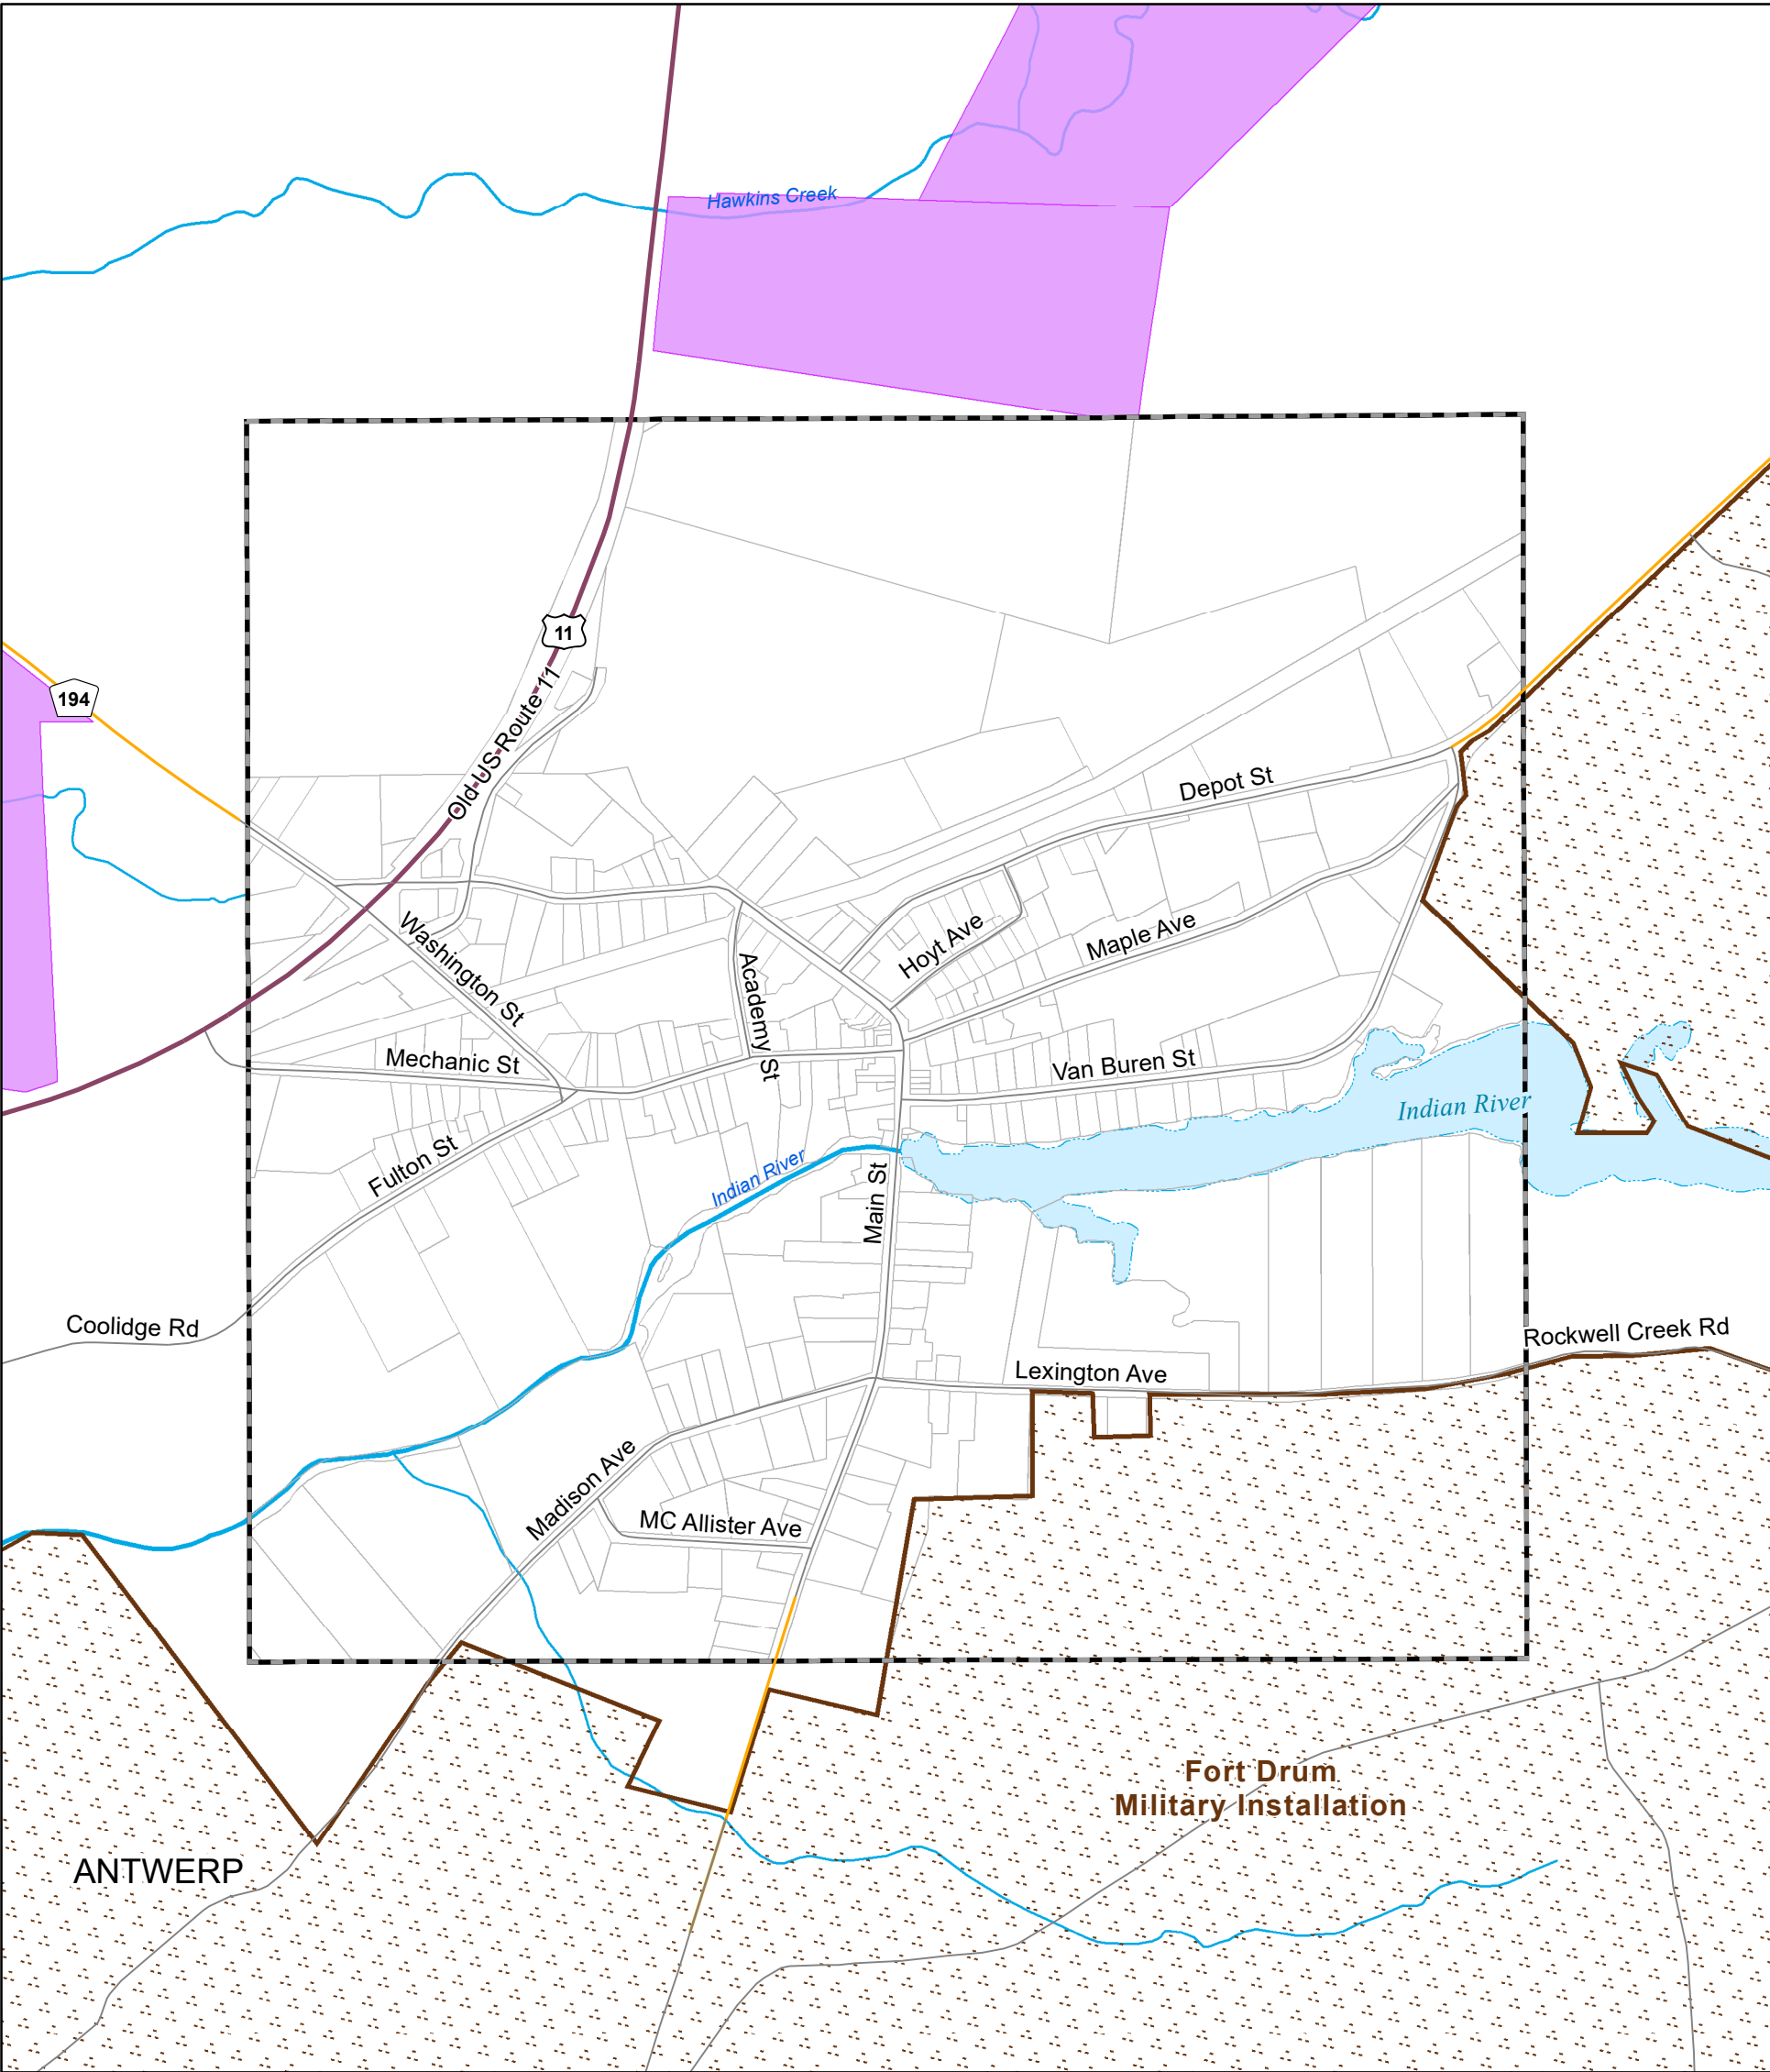 Hawkins Creek
11
Old US Route 11
194
Depot St
Washington St
Hoyt Ave
Maple Ave
Academy St
Mechanic St
Van Buren St
Indian River
Fulton St
Indian River
Main St
Coolidge Rd
Rockwell Creek Rd
Lexington Ave
Madison Ave
MC Allister Ave
Fort Drum
Military Installation
ANTWERP